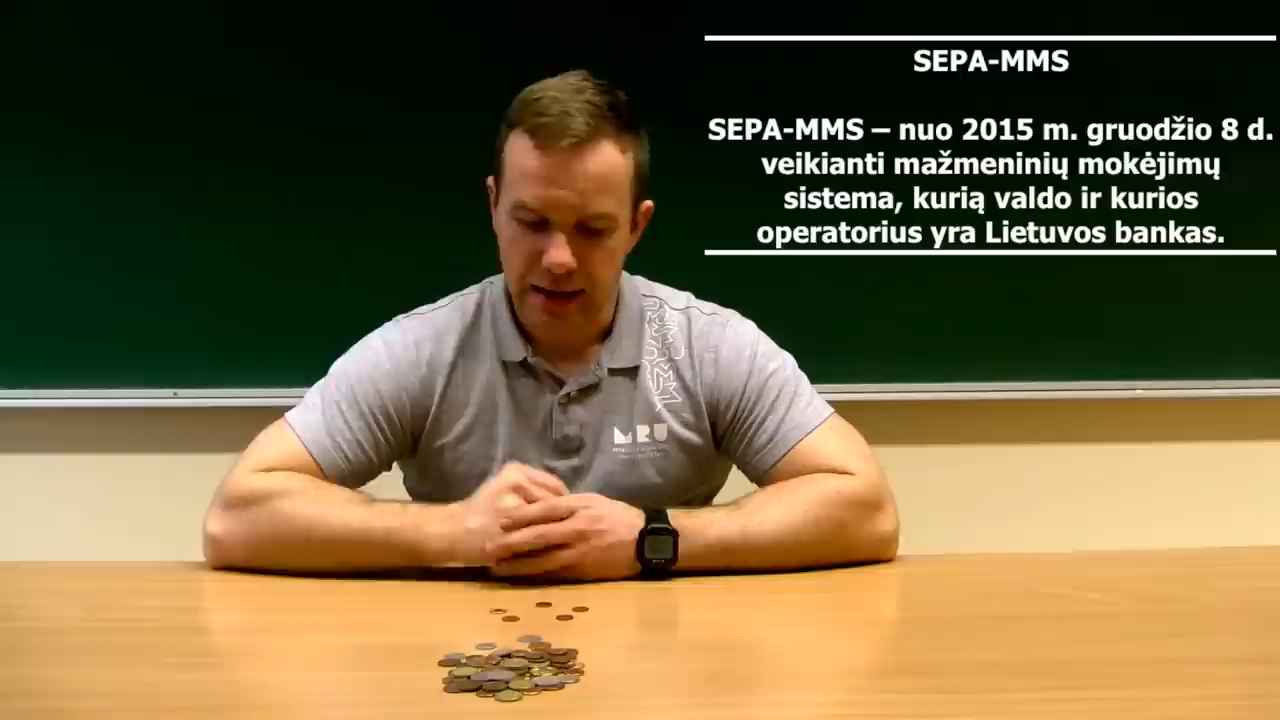 SEPA-MMS
SEPA-MMS – nuo 2015 m. gruodžio 8 d.
veikianti mažmeninių mokėjimų
sistema, kurią valdo ir kurios
operatorius yra Lietuvos bankas.
MRU